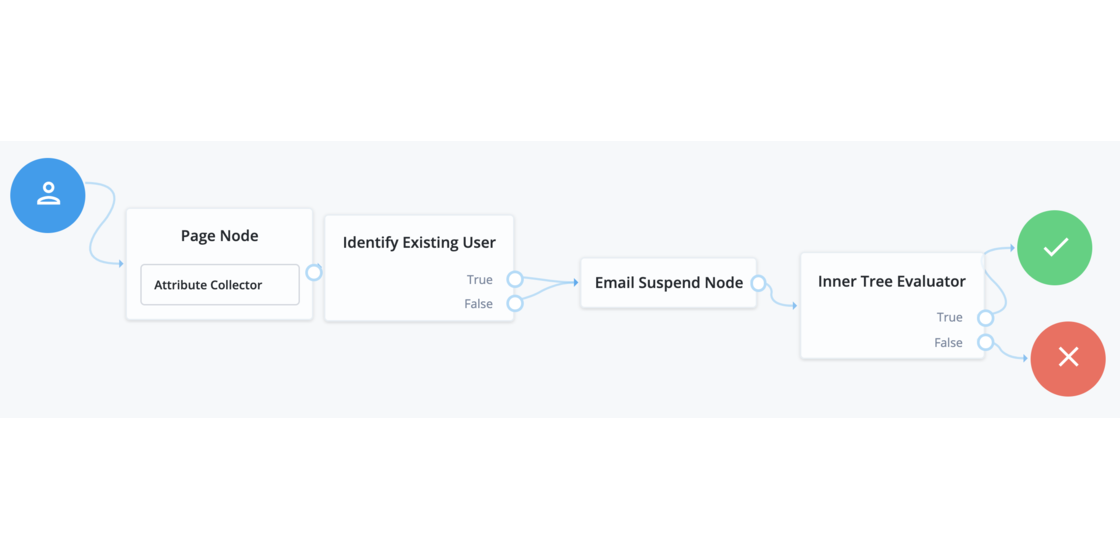 Page Node
Attribute Collector
Identify Existing User
True
False
Email Suspend Node
Inner Tree Evaluator
True
False